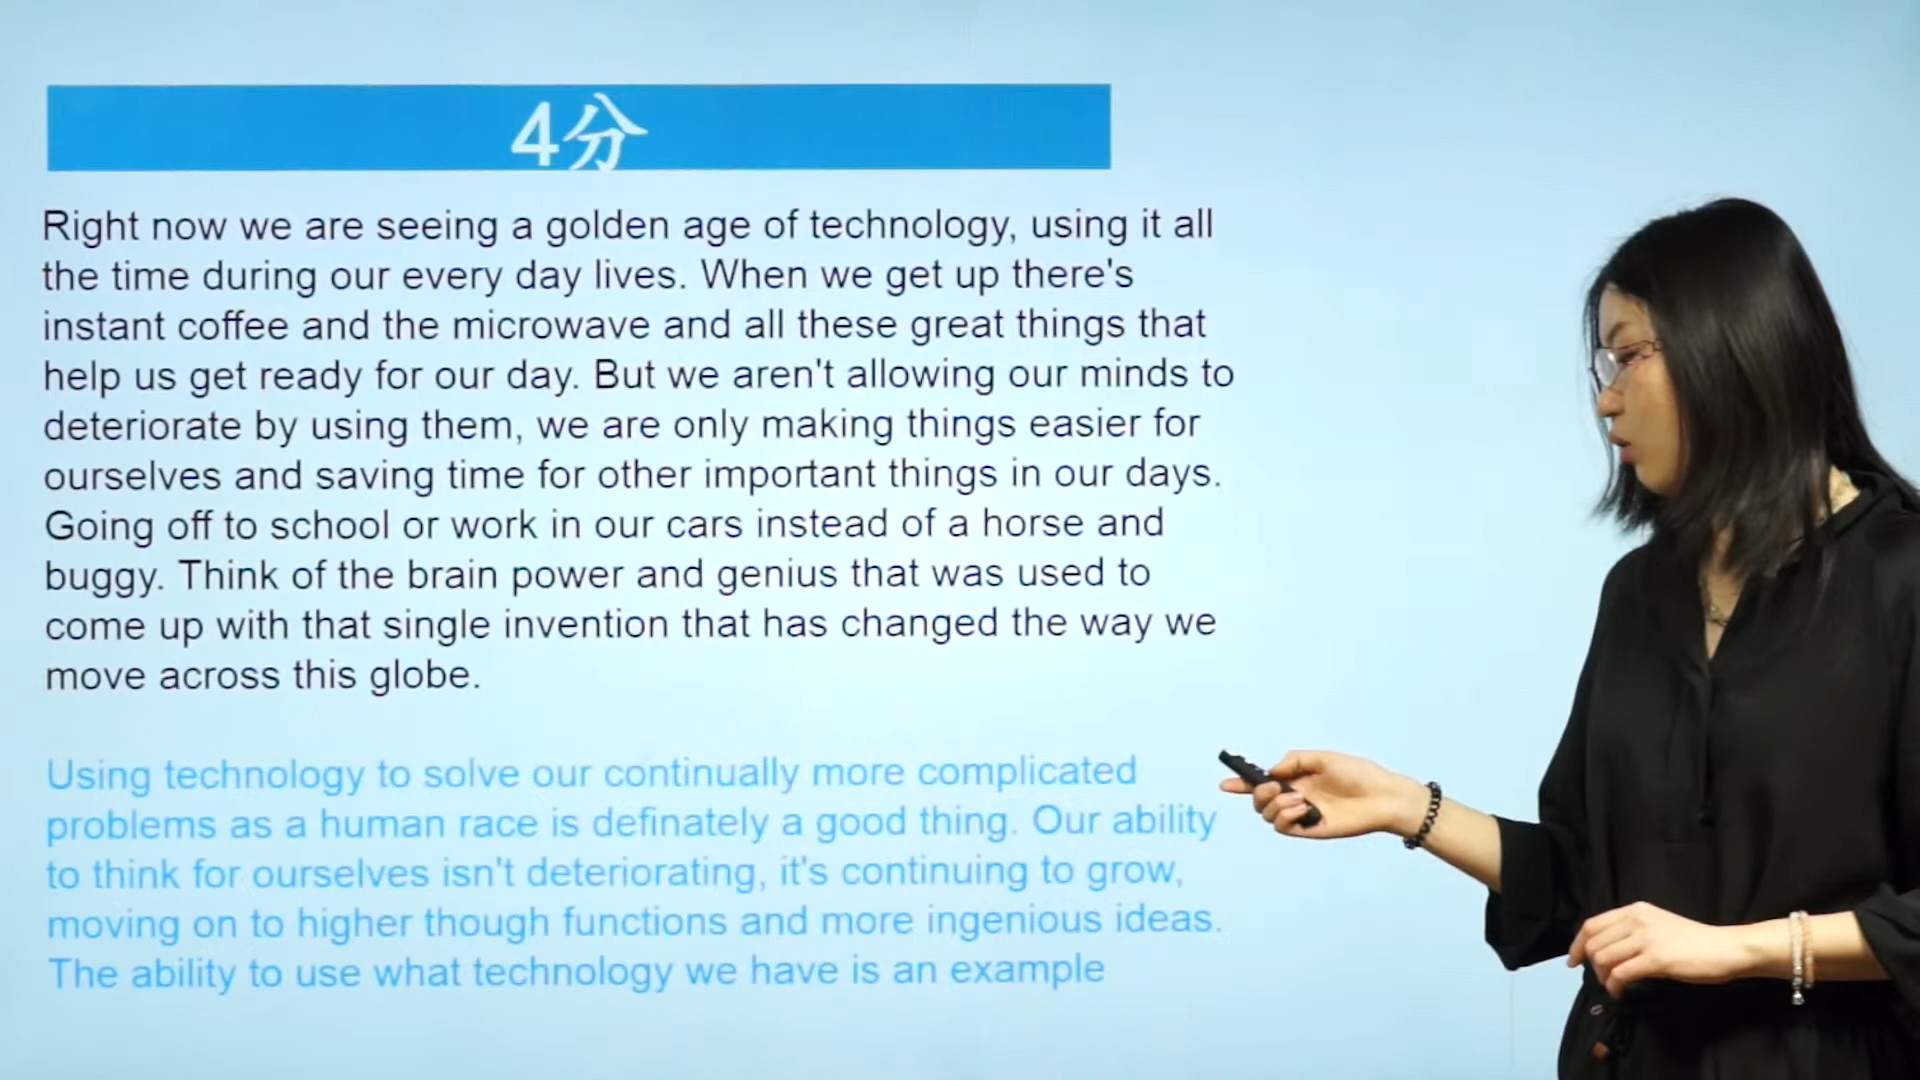 4分
Right now we are seeing a golden age of technology, using it all
the time during our every day lives. When we get up there's
instant coffee and the microwave and all these great things that
help us get ready for our day. But we aren't allowing our minds to
deteriorate by using them, we are only making things easier for
ourselves and saving time for other important things in our days.
Going off to school or work in our cars instead of a horse and
buggy. Think of the brain power and genius that was used to
come up with that single invention that has changed the way we
move across this globe.
Using technology to solve our continually more complicated
problems as a human race is definately a good thing. Our ability
to think for ourselves isn't deteriorating, it's continuing to grow,
moving on to higher though functions and more ingenious ideas.
The ability to use what technology we have is an example